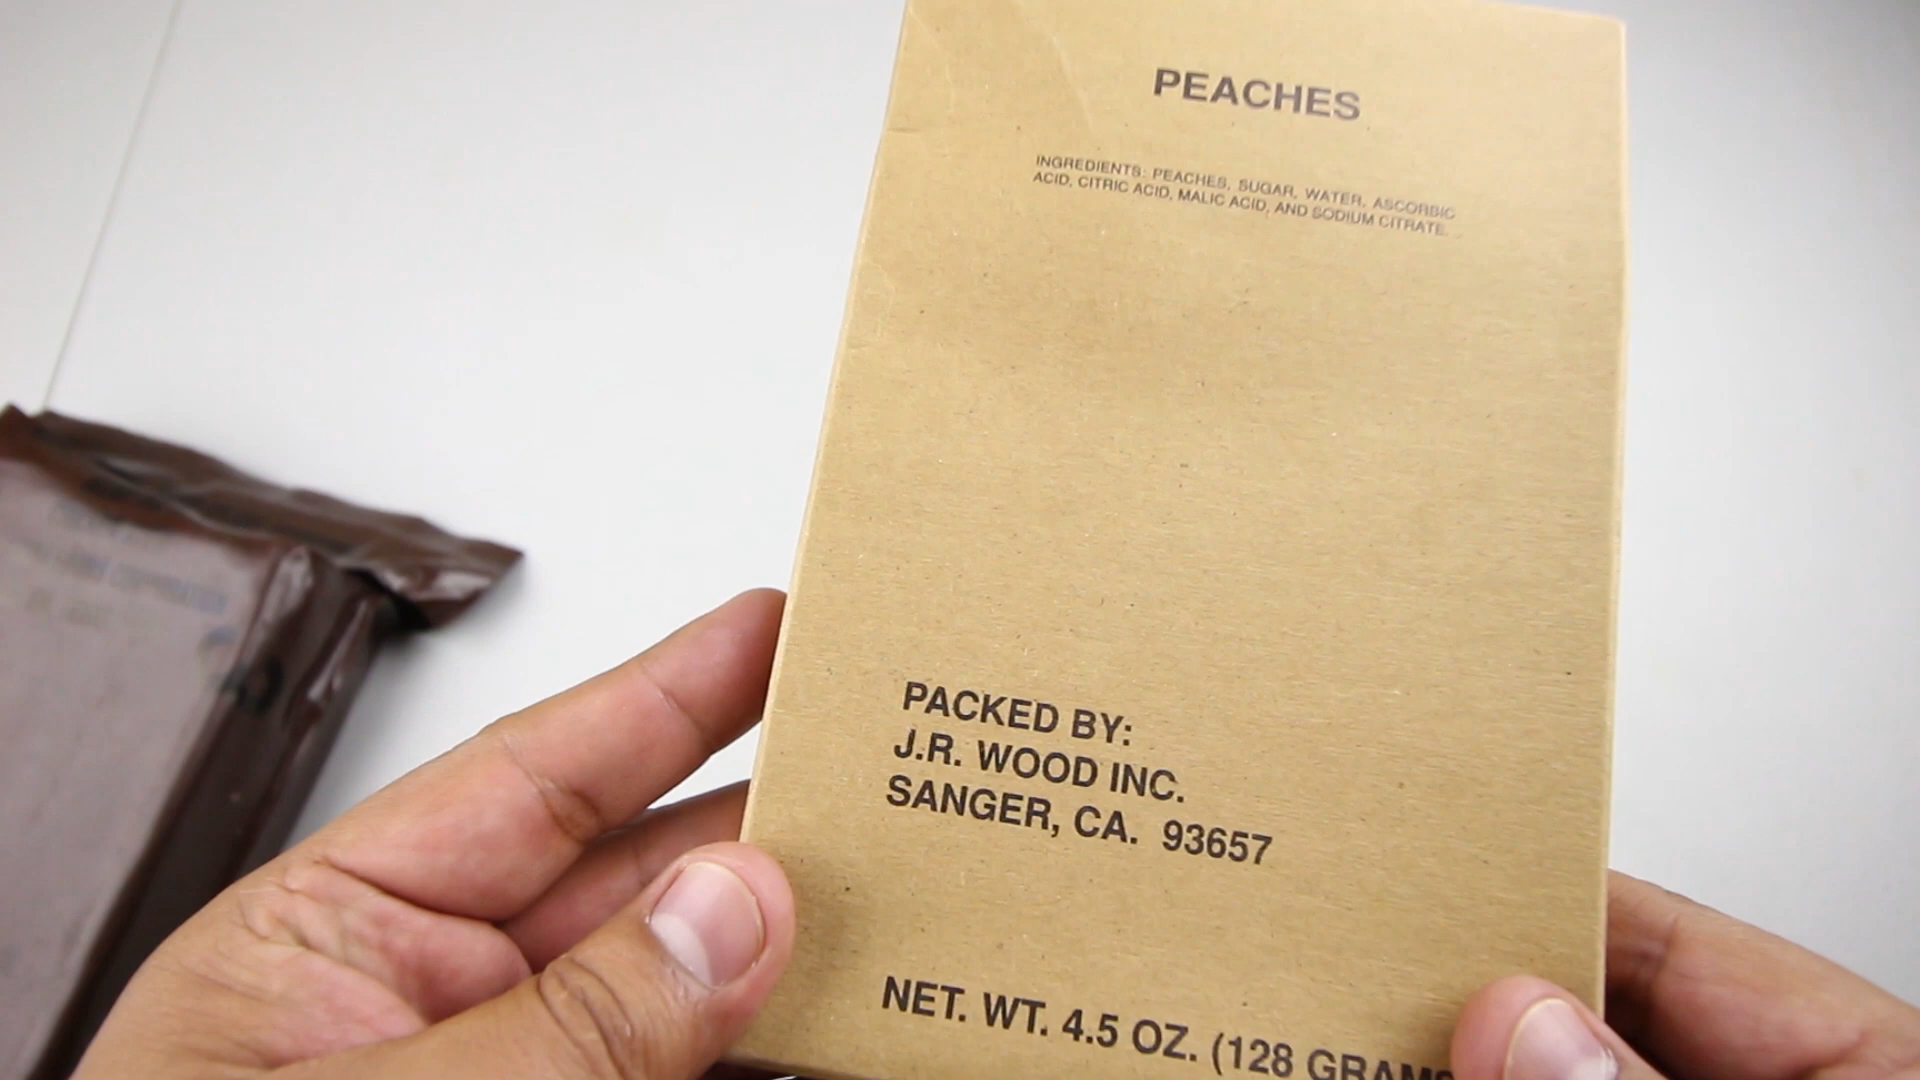 PEACHES
INGREDIENTS: PEACHES, SUGAR, WATER, ASCORBIC
ACID, CITRIC ACID, MALIC ACID, AND SODIUM CITRATE.
PACKED BY:
J.R. WOOD INC.
SANGER, CA. 93657
NET. WT. 4.5 OZ. (128 GRAMS